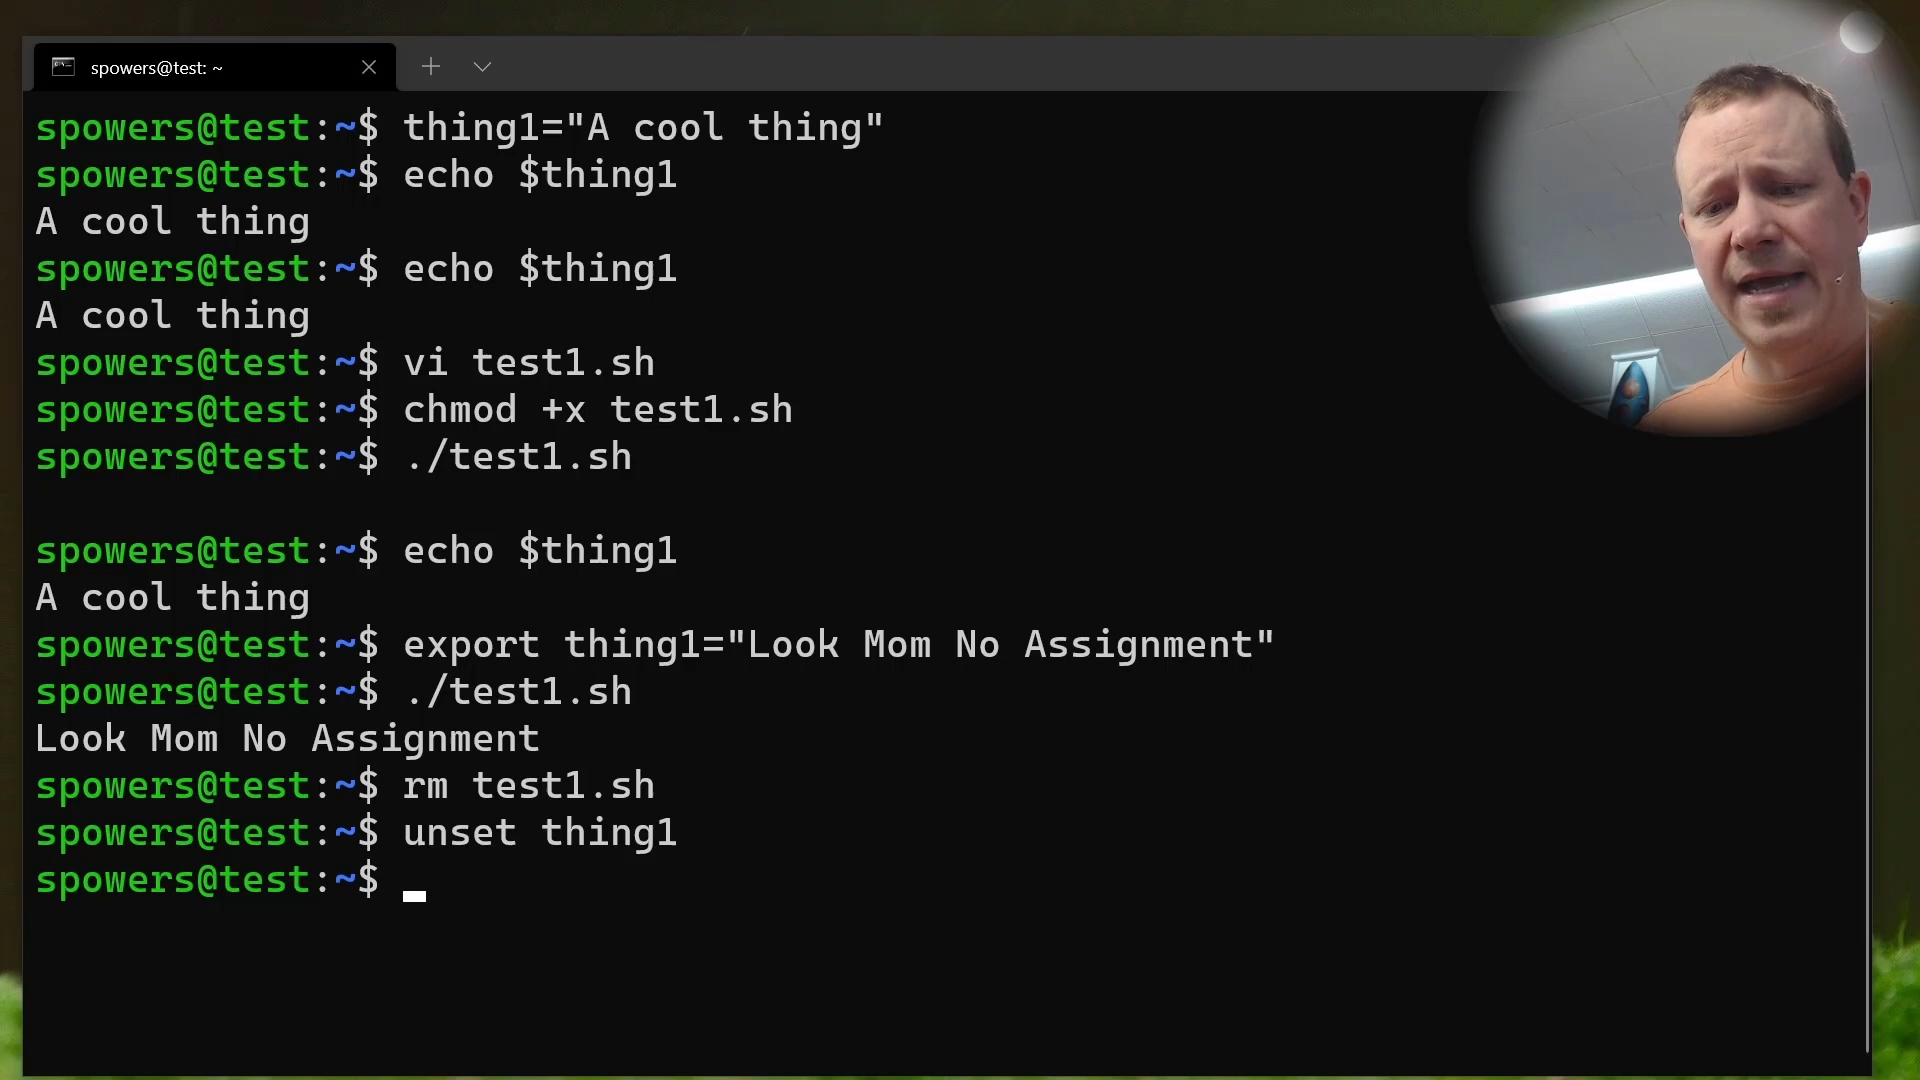 spowers@test: ~
spowers@test:~$ thing1="A cool thing"
spowers@test:~$ echo $thing1
A cool thing
spowers@test:~$ echo $thing1
A cool thing
spowers@test:~$ vi test1.sh
spowers@test:~$ chmod +x test1.sh
spowers@test:~$ ./test1.sh
spowers@test:~$ echo $thing1
A cool thing
spowers@test:~$ export thing1="Look Mom No Assignment"
spowers@test:~$ ./test1.sh
Look Mom No Assignment
spowers@test:~$ rm test1.sh
spowers@test:~$ unset thing1
spowers@test:~$